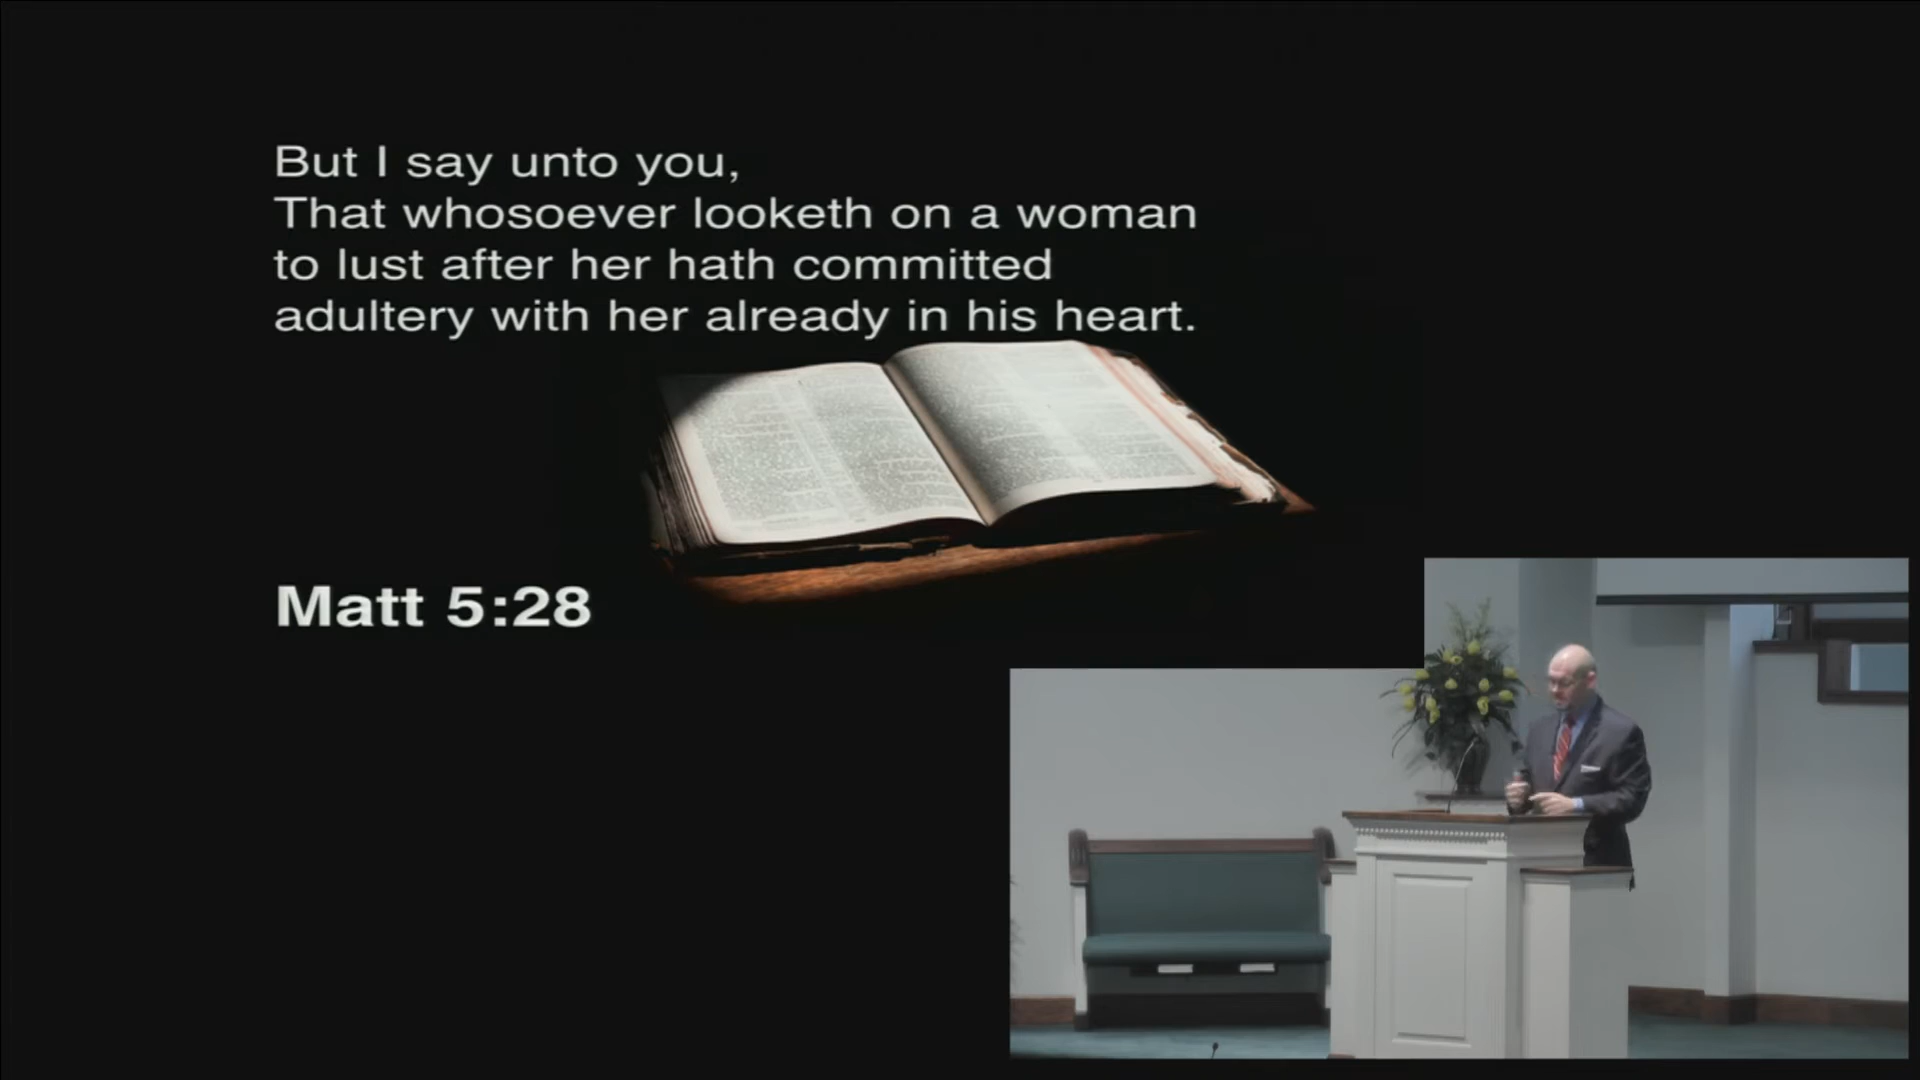 But I say unto you,
That whosoever looketh on a woman
to lust after her hath committed
adultery with her already in his heart.
Matt 5:28